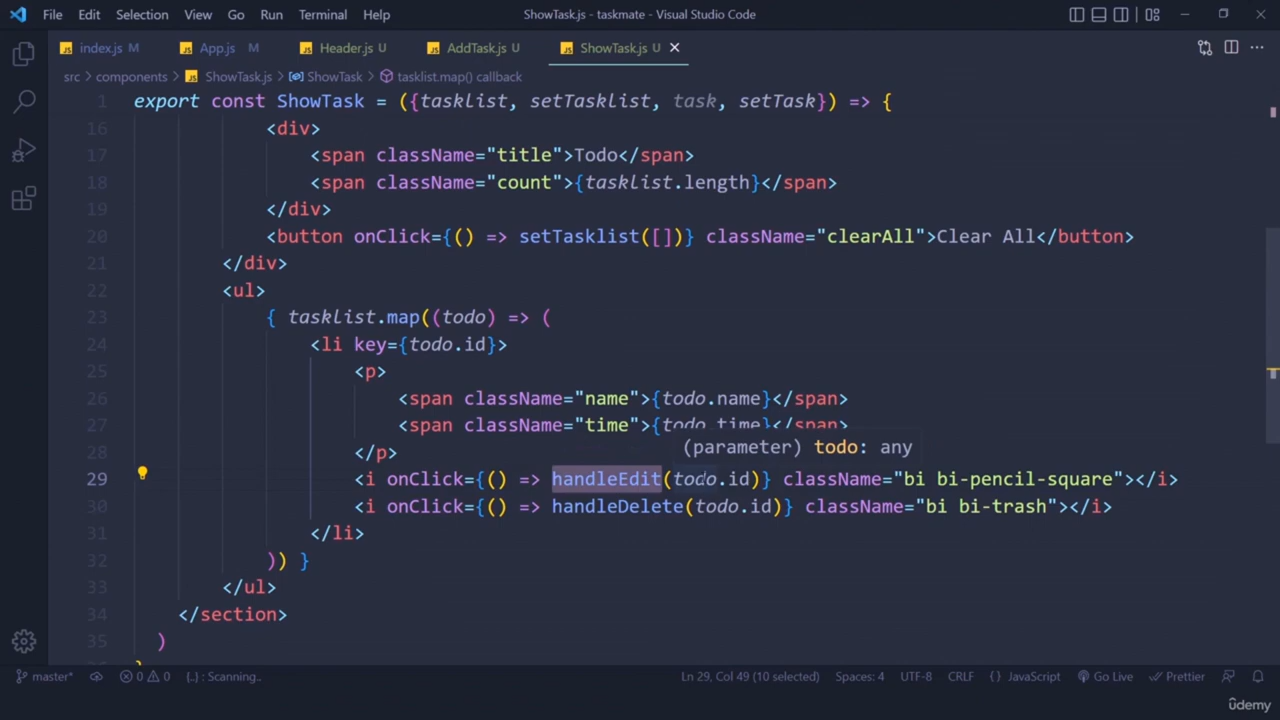 File Edit Selection View Go Run Terminal Help ShowTask.js - taskmate - Visual Studio Code
JS index.js M JS App.js M JS Header.js U JS AddTask.js U JS ShowTask.js U
src > components > JS ShowTask.js > ShowTask > tasklist.map() callback
1 export const ShowTask = ({tasklist, setTasklist, task, setTask}) => {
16 <div>
17 <span className="title">Todo</span>
18 <span className="count">{tasklist.length}</span>
19 </div>
20 <button onClick={() => setTasklist([])} className="clearAll">Clear All</button>
21 </div>
22 <ul>
23 { tasklist.map((todo) => (
24 <li key={todo.id}>
25 <p>
26 <span className="name">{todo.name}</span>
27 <span className="time">{todo.time}</span>
(parameter) todo: any
28 </p>
29 <i onClick={() => handleEdit(todo.id)} className="bi bi-pencil-square"></i>
30 <i onClick={() => handleDelete(todo.id)} className="bi bi-trash"></i>
31 </li>
32 )) }
33 </ul>
34 </section>
35 )
master* 0 0 {..} : Scanning.. Ln 29, Col 49 (10 selected) Spaces: 4 UTF-8 CRLF {} JavaScript Go Live Prettier
ûdemy